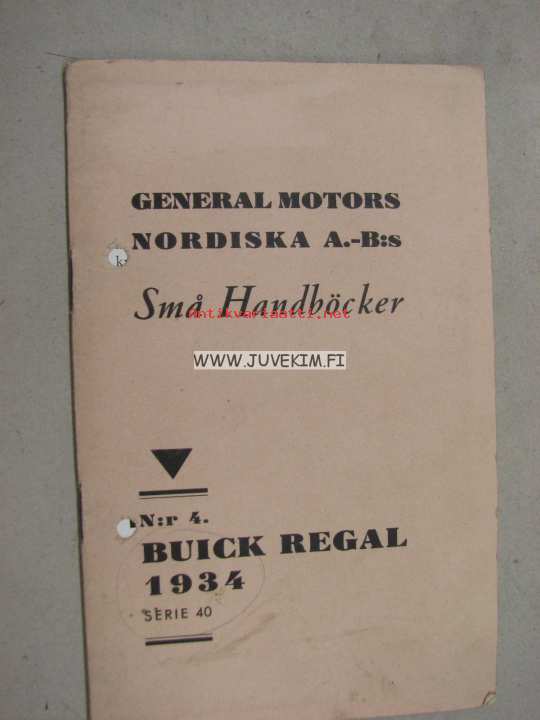 GENERAL MOTORS
NORDISKA A.-B:s
k:
Små Handböcker
antikvariaatti.net
WWW.JUVEKIM.FI
N:r 4.
BUICK REGAL
1934
SERIE 40